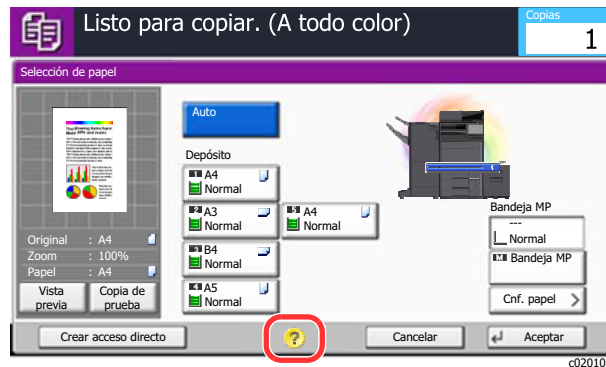 Listo para copiar. (A todo color)
Copias
1
Selección de papel
Auto
Depósito
1 A4
Normal
2 A3
Normal
5 A4
Normal
3 B4
Normal
4 A5
Normal
Bandeja MP
---
Normal
M Bandeja MP
Cnf. papel
Original : A4
Zoom : 100%
Papel : A4
Vista previa
Copia de prueba
Crear acceso directo
?
Cancelar
Aceptar
c02010